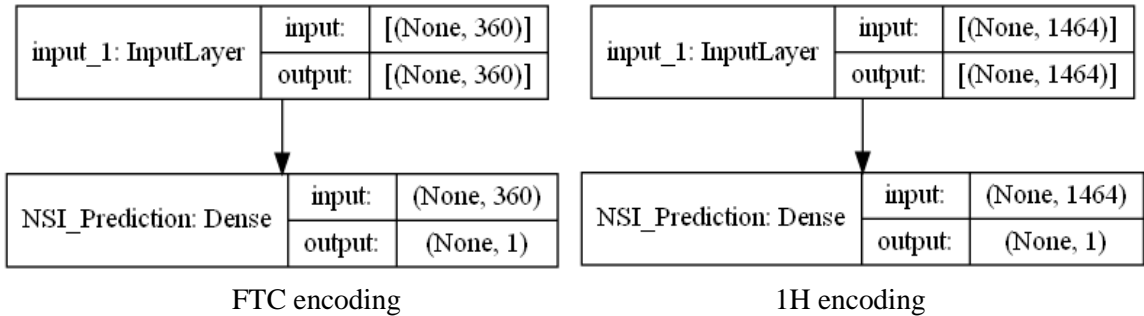 input_1: InputLayer
input: [(None, 360)]
output: [(None, 360)]
NSI_Prediction: Dense
input: (None, 360)
output: (None, 1)
FTC encoding
input_1: InputLayer
input: [(None, 1464)]
output: [(None, 1464)]
NSI_Prediction: Dense
input: (None, 1464)
output: (None, 1)
1H encoding